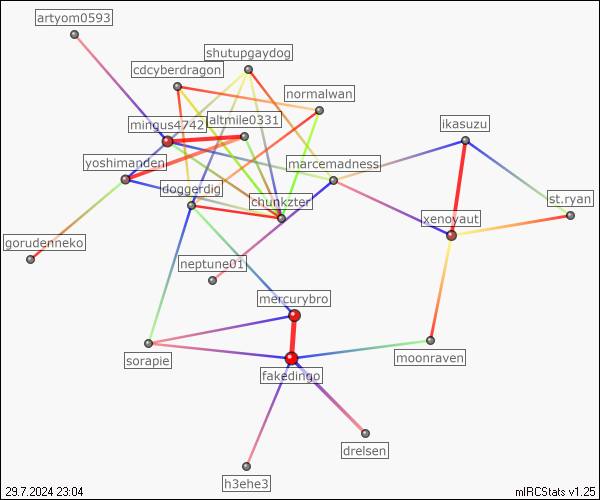 artyom0593
shutupgaydog
cdcyberdragon
normalwan
altmile0331
mingus4742
ikasuzu
yoshimanden
marcemadness
doggerdig
chunkzter
st.ryan
xenoyaut
gorudenneko
neptune01
mercurybro
sorapie
moonraven
fakedingo
drelsen
h3ehe3
29.7.2024 23:04
mIRCStats v1.25